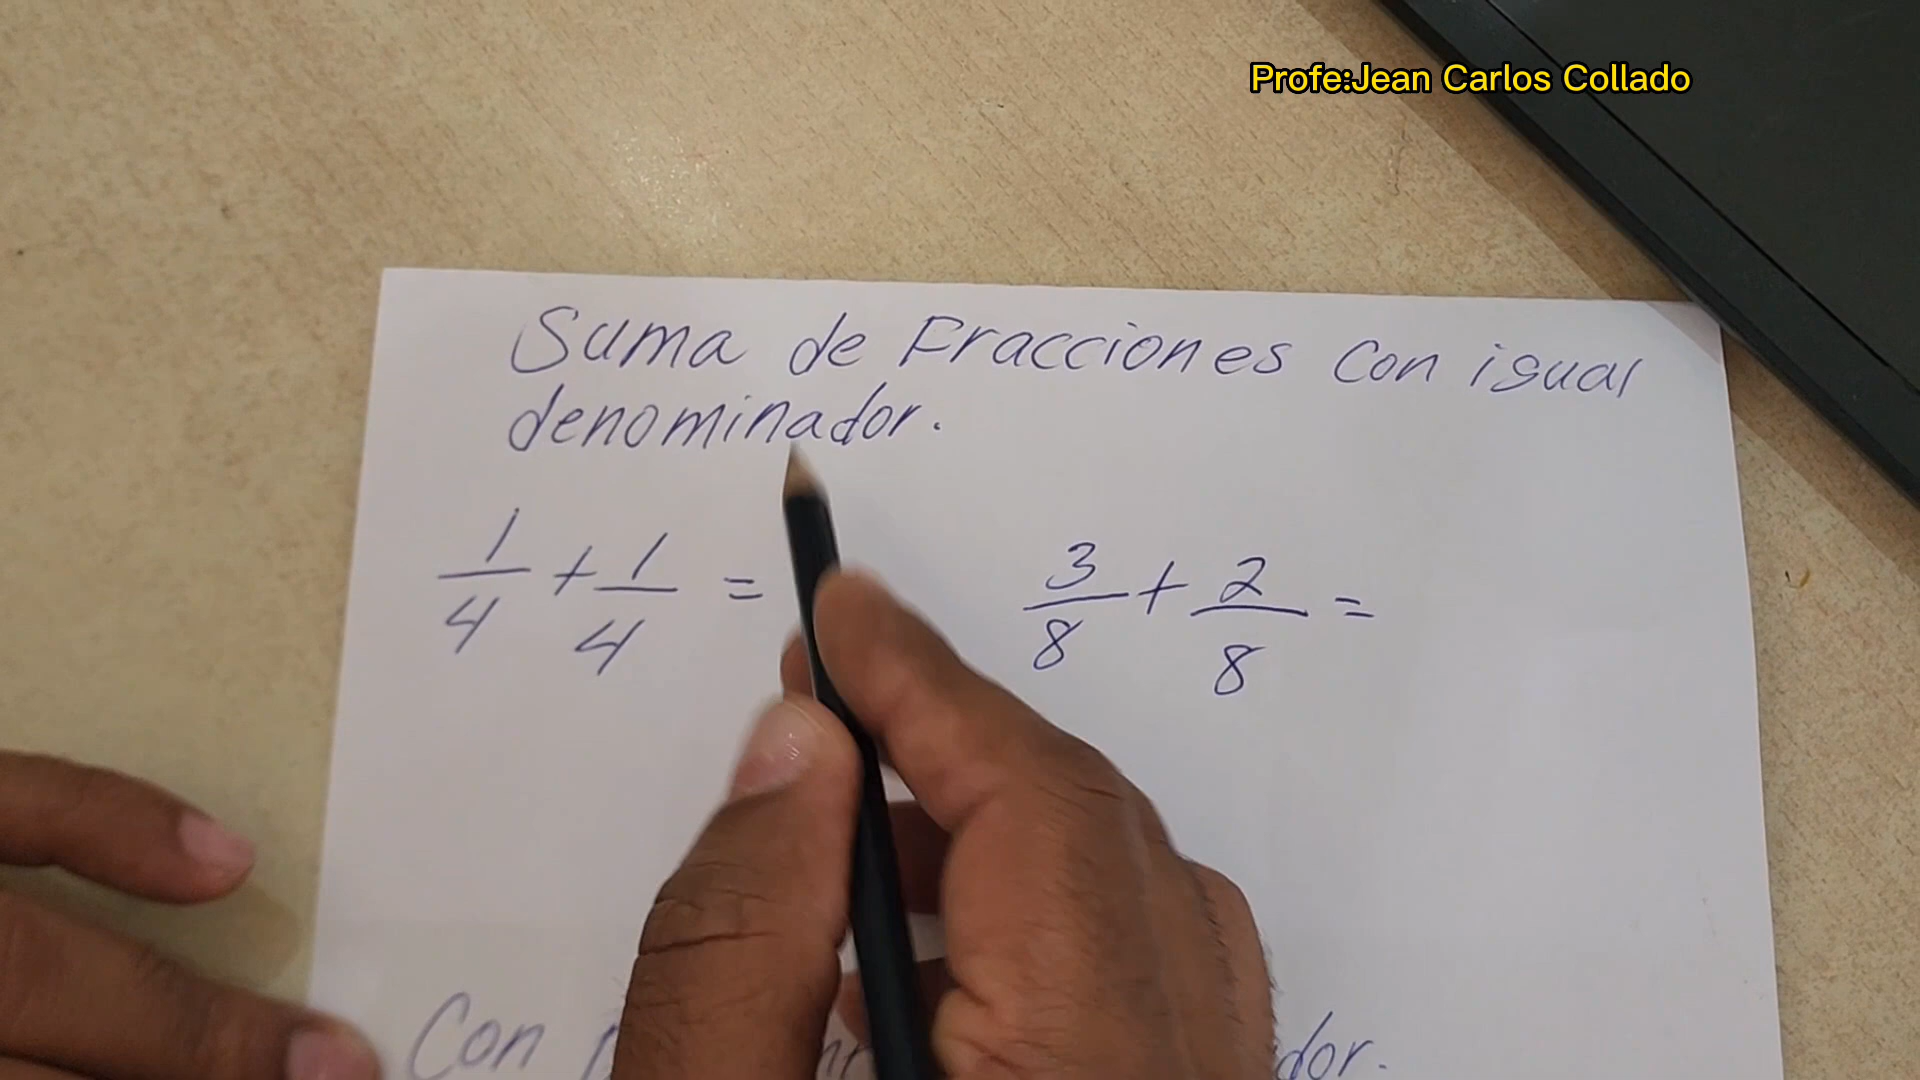 Profe:Jean Carlos Collado
Suma de Fracciones Con igual
denominador.
1/4 + 1/4 = 3/8 + 2/8 =
Con